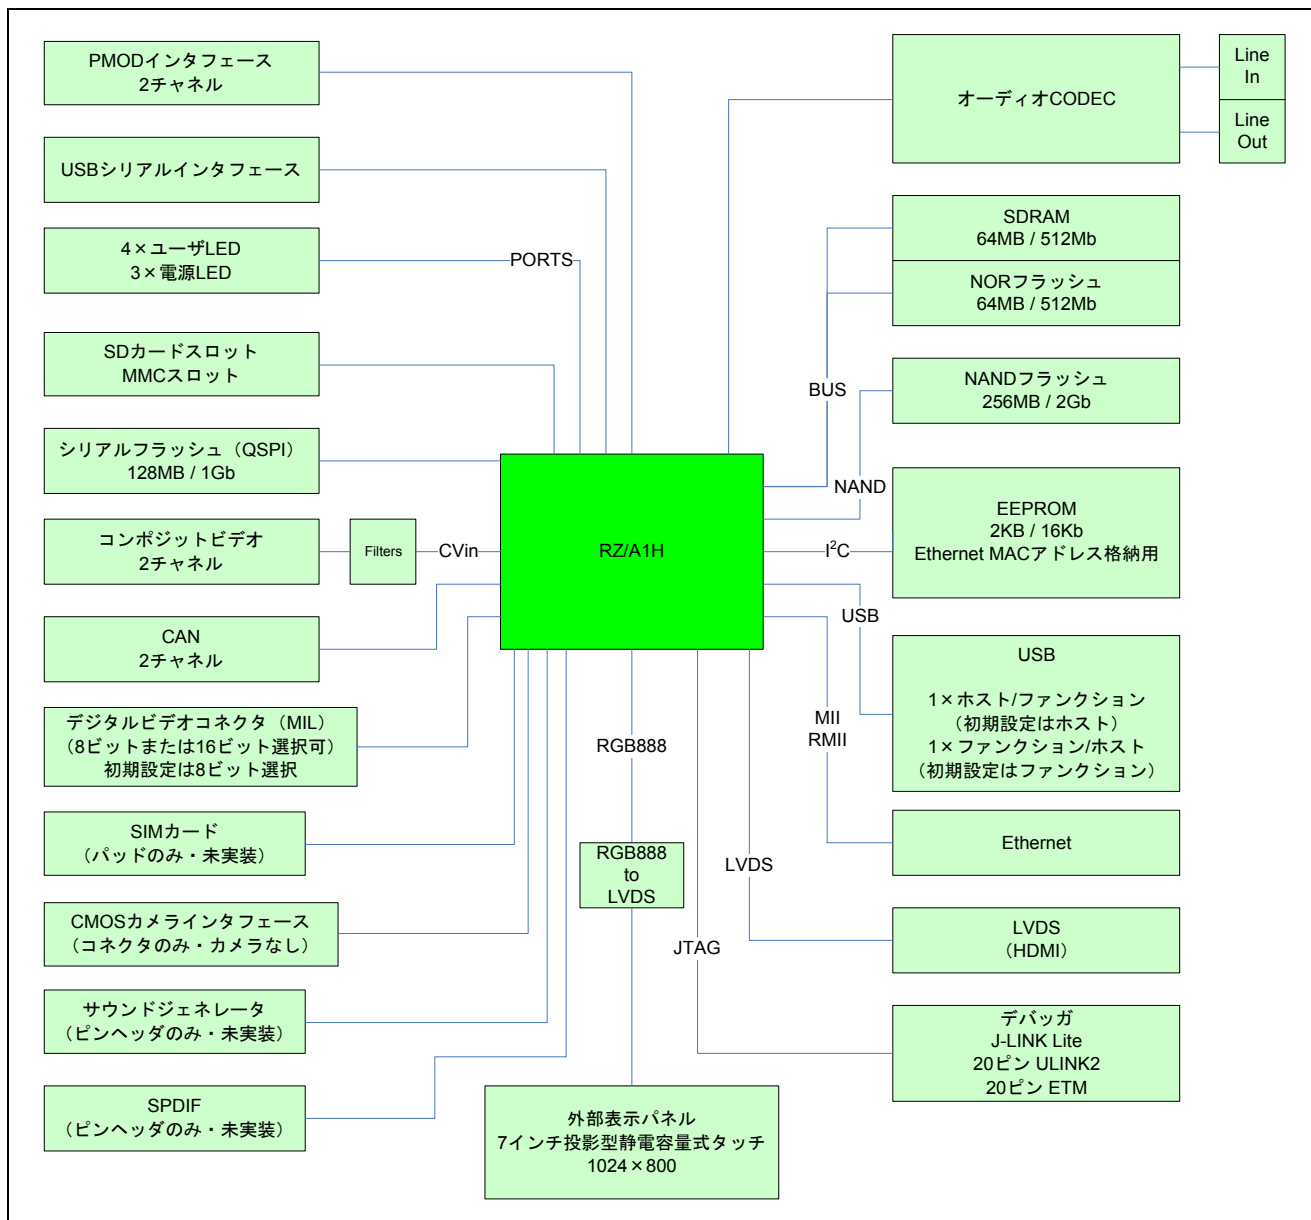 PMODインタフェース
2チャネル
USBシリアルインタフェース
4×ユーザLED
3×電源LED
PORTS
SDカードスロット
MMCスロット
シリアルフラッシュ（QSPI）
128MB / 1Gb
コンポジットビデオ
2チャネル
Filters
CVin
CAN
2チャネル
デジタルビデオコネクタ（MIL）
（8ビットまたは16ビット選択可）
初期設定は8ビット選択
SIMカード
（パッドのみ・未実装）
CMOSカメラインタフェース
（コネクタのみ・カメラなし）
サウンドジェネレータ
（ピンヘッダのみ・未実装）
SPDIF
（ピンヘッダのみ・未実装）
RZ/A1H
RGB888
RGB888
to
LVDS
外部表示パネル
7インチ投影型静電容量式タッチ
1024×800
オーディオCODEC
Line
In
Line
Out
SDRAM
64MB / 512Mb
NORフラッシュ
64MB / 512Mb
BUS
NANDフラッシュ
256MB / 2Gb
NAND
EEPROM
2KB / 16Kb
Ethernet MACアドレス格納用
I²C
USB
USB
1×ホスト/ファンクション
（初期設定はホスト）
1×ファンクション/ホスト
（初期設定はファンクション）
MII
RMII
Ethernet
LVDS
LVDS
（HDMI）
JTAG
デバッガ
J-LINK Lite
20ピン ULINK2
20ピン ETM